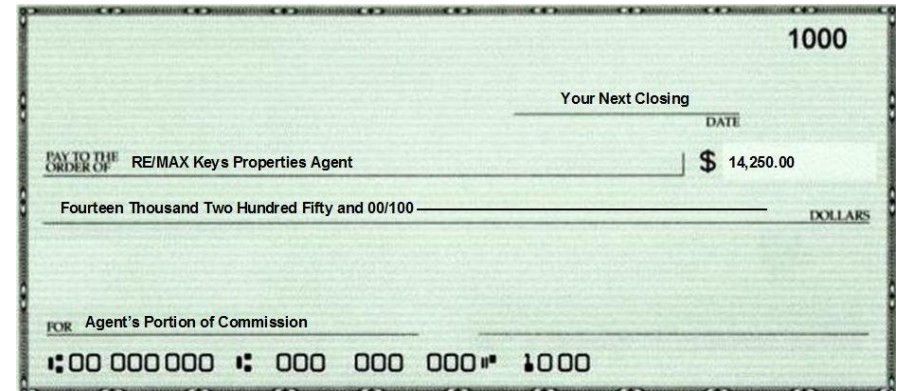 1000
Your Next Closing
DATE
PAY TO THE
ORDER OF RE/MAX Keys Properties Agent $ 14,250.00
Fourteen Thousand Two Hundred Fifty and 00/100
DOLLARS
FOR Agent's Portion of Commission
⑆00 000000 ⑆ 000 000 000⑈ 1000